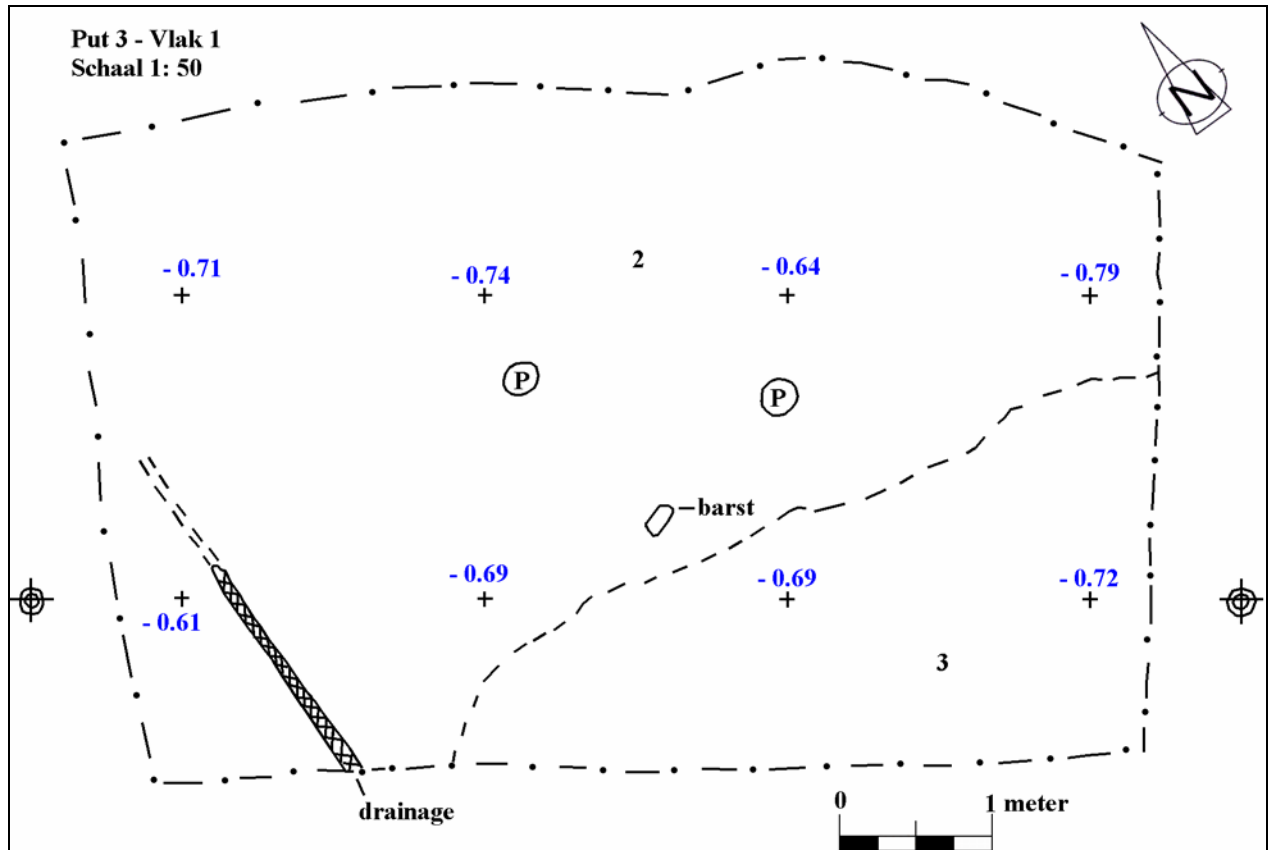 Put 3 - Vlak 1
Schaal 1: 50
N
- 0.71
- 0.74
2
- 0.64
- 0.79
P
P
barst
- 0.61
- 0.69
- 0.69
- 0.72
3
drainage
0 1 meter